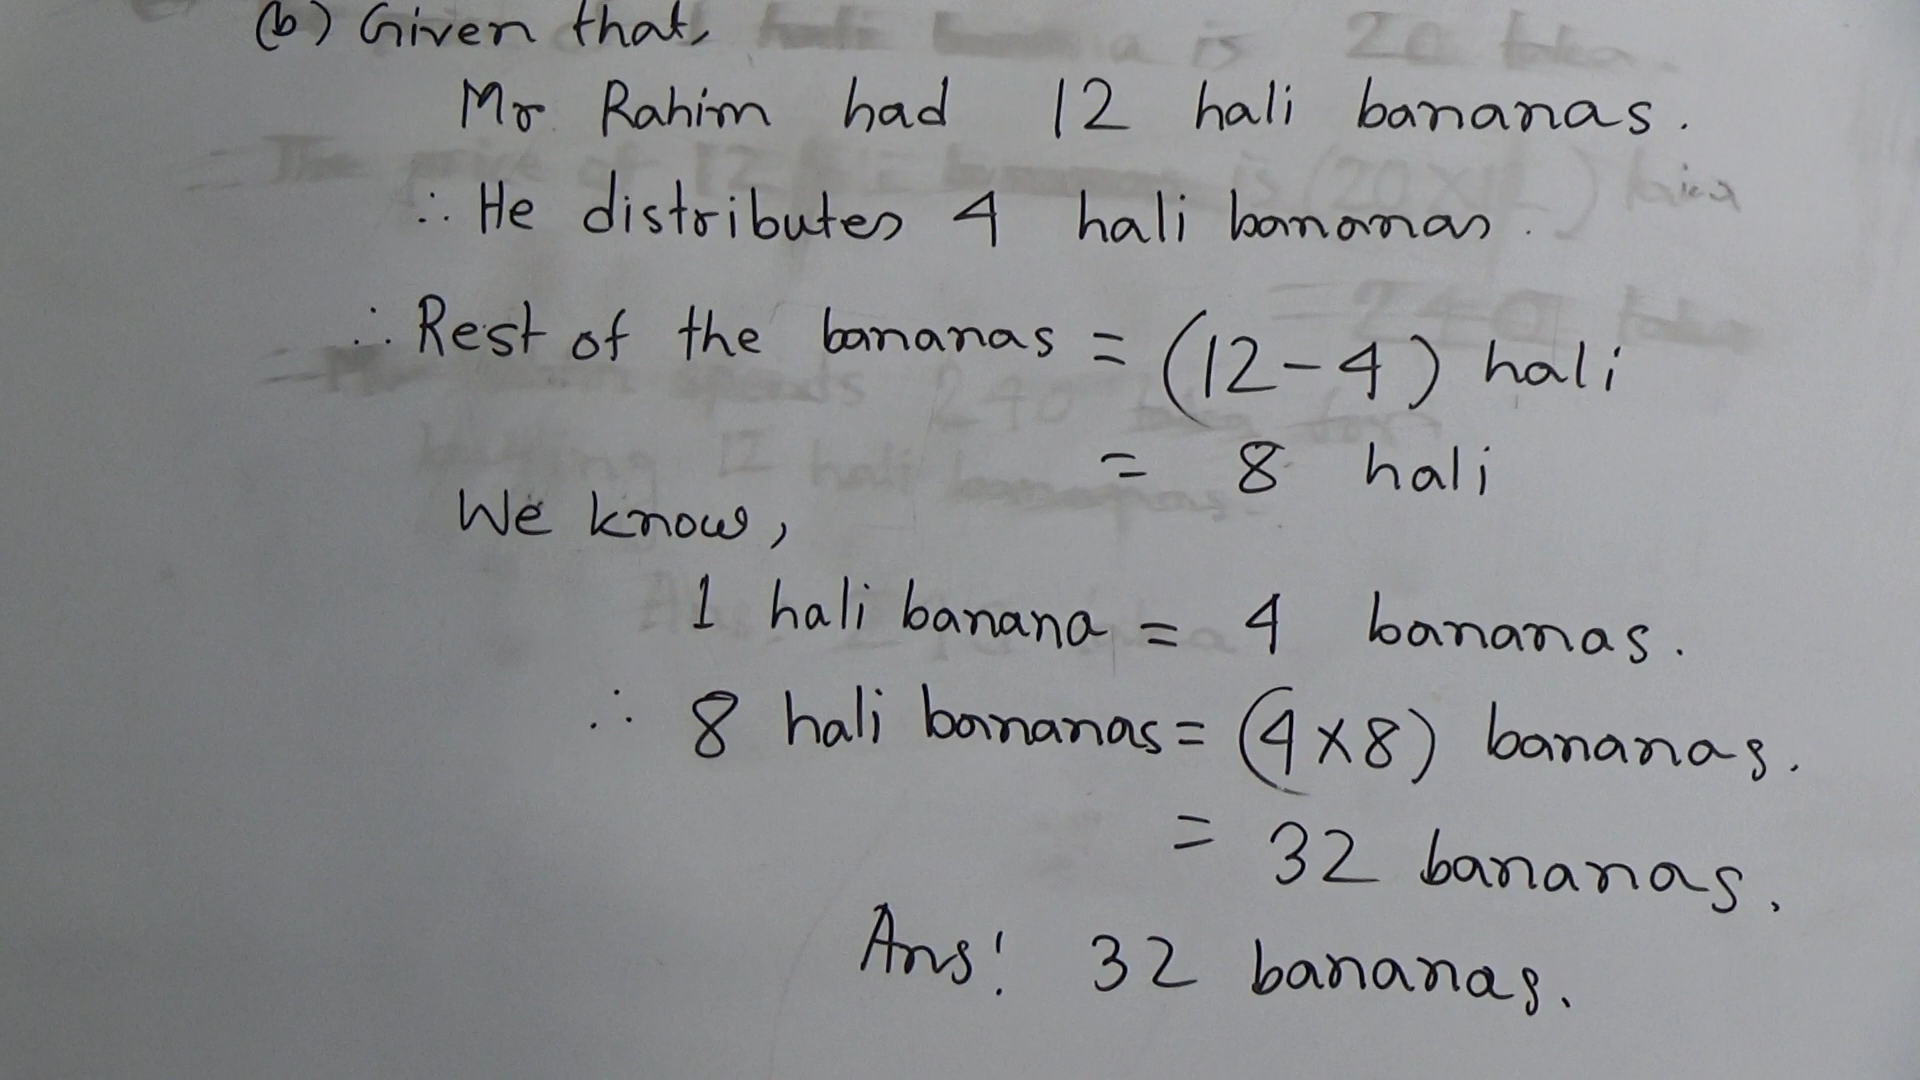 (b) Given that,
Mr. Rahim had 12 hali bananas.
∴ He distributes 4 hali bananas.
∴ Rest of the bananas = (12-4) hali
= 8 hali
We know,
1 hali banana = 4 bananas.
∴ 8 hali bananas = (4×8) bananas.
= 32 bananas.
Ans: 32 bananas.